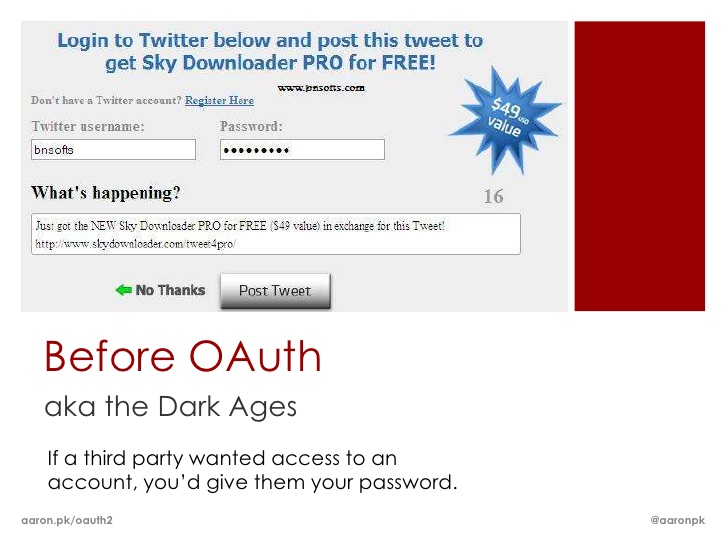 Login to Twitter below and post this tweet to
get Sky Downloader PRO for FREE!
www.bnsofts.com
Don't have a Twitter account? Register Here
$49 USD
value
Twitter username:
Password:
bnsofts
•••••••••
What's happening?
16
Just got the NEW Sky Downloader PRO for FREE ($49 value) in exchange for this Tweet!
http://www.skydownloader.com/tweet4pro/
No Thanks
Post Tweet
Before OAuth
aka the Dark Ages
If a third party wanted access to an
account, you’d give them your password.
aaron.pk/oauth2
@aaronpk